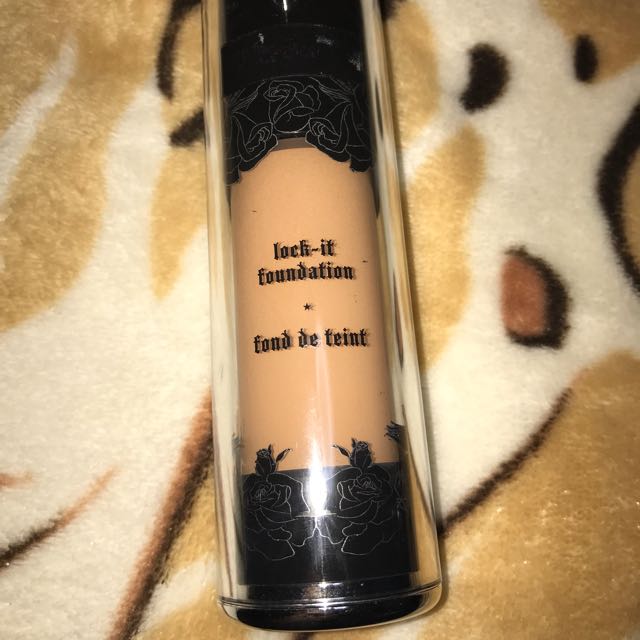 lock-it
foundation
fond de teint